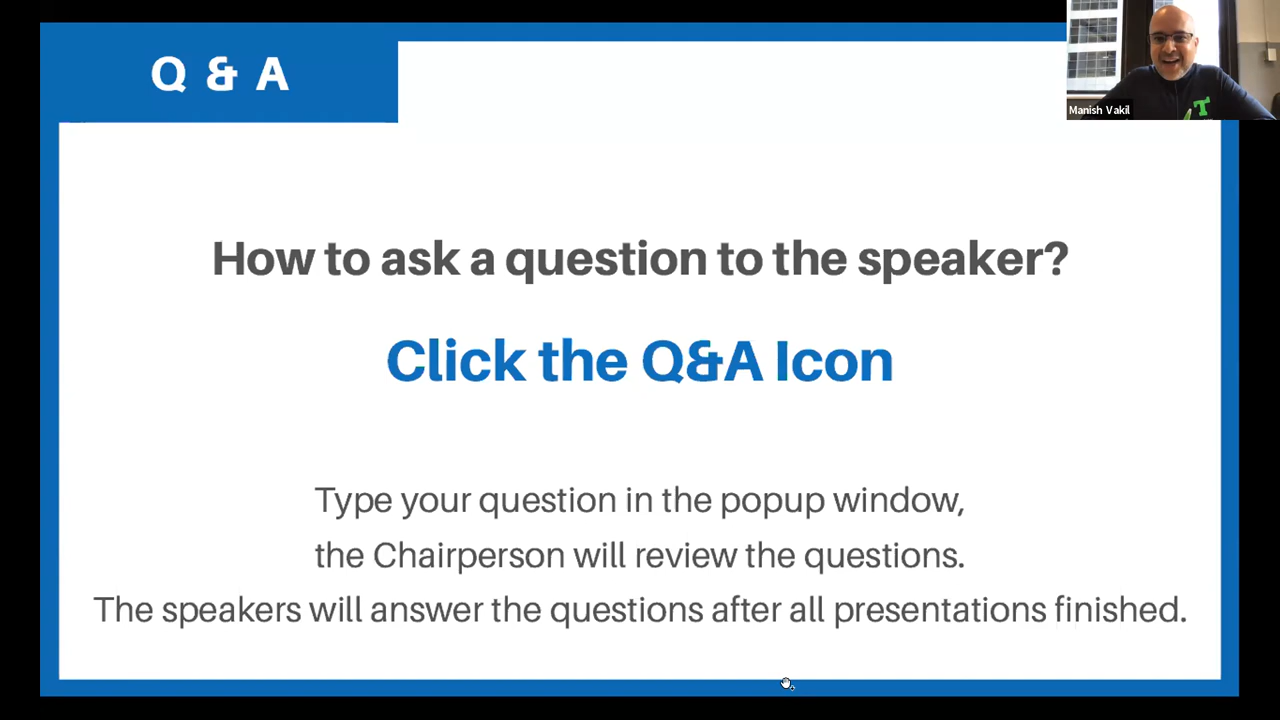 Q & A
Manish Vakil
How to ask a question to the speaker?
Click the Q&A Icon
Type your question in the popup window,
the Chairperson will review the questions.
The speakers will answer the questions after all presentations finished.